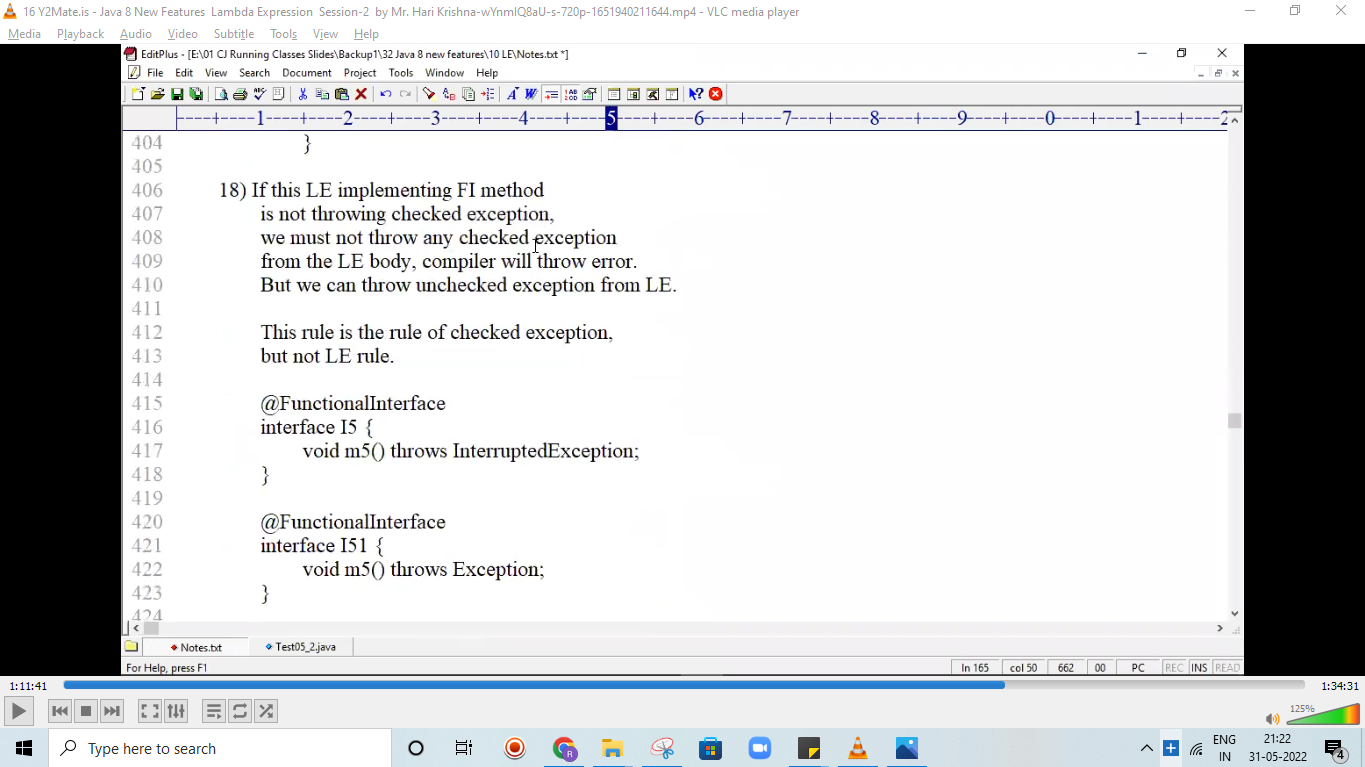 16 Y2Mate.is - Java 8 New Features Lambda Expression Session-2 by Mr. Hari Krishna-wYnmlQ8aU-s-720p-1651940211644.mp4 - VLC media player
Media Playback Audio Video Subtitle Tools View Help
EditPlus - [E:\01 CJ Running Classes Slides\Backup1\32 Java 8 new features\10 LE\Notes.txt *]
File Edit View Search Document Project Tools Window Help
----+----1----+----2----+----3----+----4----+----5----+----6----+----7----+----8----+----9----+----0----+----1----+----2
404 }
405
406 18) If this LE implementing FI method
407 is not throwing checked exception,
408 we must not throw any checked exception
409 from the LE body, compiler will throw error.
410 But we can throw unchecked exception from LE.
411
412 This rule is the rule of checked exception,
413 but not LE rule.
414
415 @FunctionalInterface
416 interface I5 {
417 void m5() throws InterruptedException;
418 }
419
420 @FunctionalInterface
421 interface I51 {
422 void m5() throws Exception;
423 }
424
Notes.txt Test05_2.java
For Help, press F1 ln 165 col 50 662 00 PC REC INS READ
1:11:41 1:34:31
125%
Type here to search
ENG 21:22
IN 31-05-2022 4